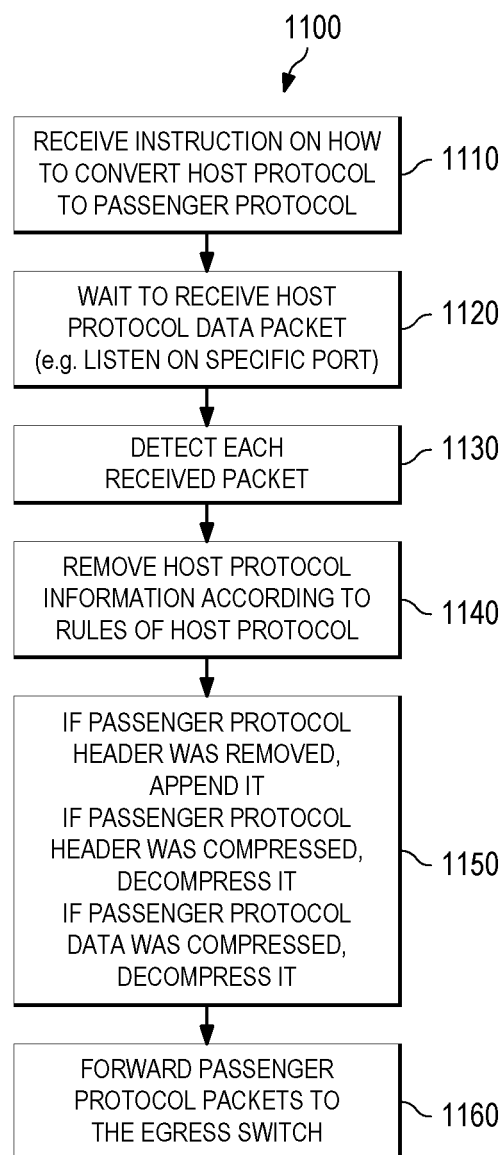 1100
RECEIVE INSTRUCTION ON HOW
TO CONVERT HOST PROTOCOL
TO PASSENGER PROTOCOL
1110
WAIT TO RECEIVE HOST
PROTOCOL DATA PACKET
(e.g. LISTEN ON SPECIFIC PORT)
1120
DETECT EACH
RECEIVED PACKET
1130
REMOVE HOST PROTOCOL
INFORMATION ACCORDING TO
RULES OF HOST PROTOCOL
1140
IF PASSENGER PROTOCOL
HEADER WAS REMOVED,
APPEND IT
IF PASSENGER PROTOCOL
HEADER WAS COMPRESSED,
DECOMPRESS IT
IF PASSENGER PROTOCOL
DATA WAS COMPRESSED,
DECOMPRESS IT
1150
FORWARD PASSENGER
PROTOCOL PACKETS TO
THE EGRESS SWITCH
1160